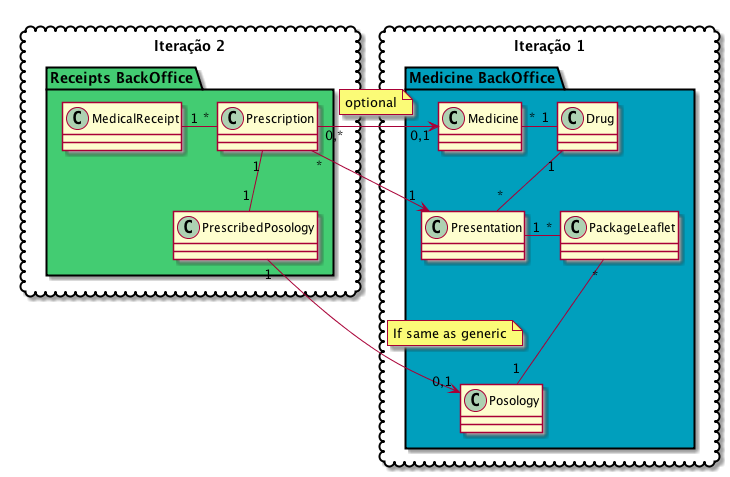 Iteração 2
Receipts BackOffice
C MedicalReceipt
1 *
C Prescription
optional
0,*
0,1
*
1
1
1
C PrescribedPosology
1
Iteração 1
Medicine BackOffice
C Medicine
* 1
C Drug
1
*
C Presentation
1 *
C PackageLeaflet
*
If same as generic
1
0,1
C Posology